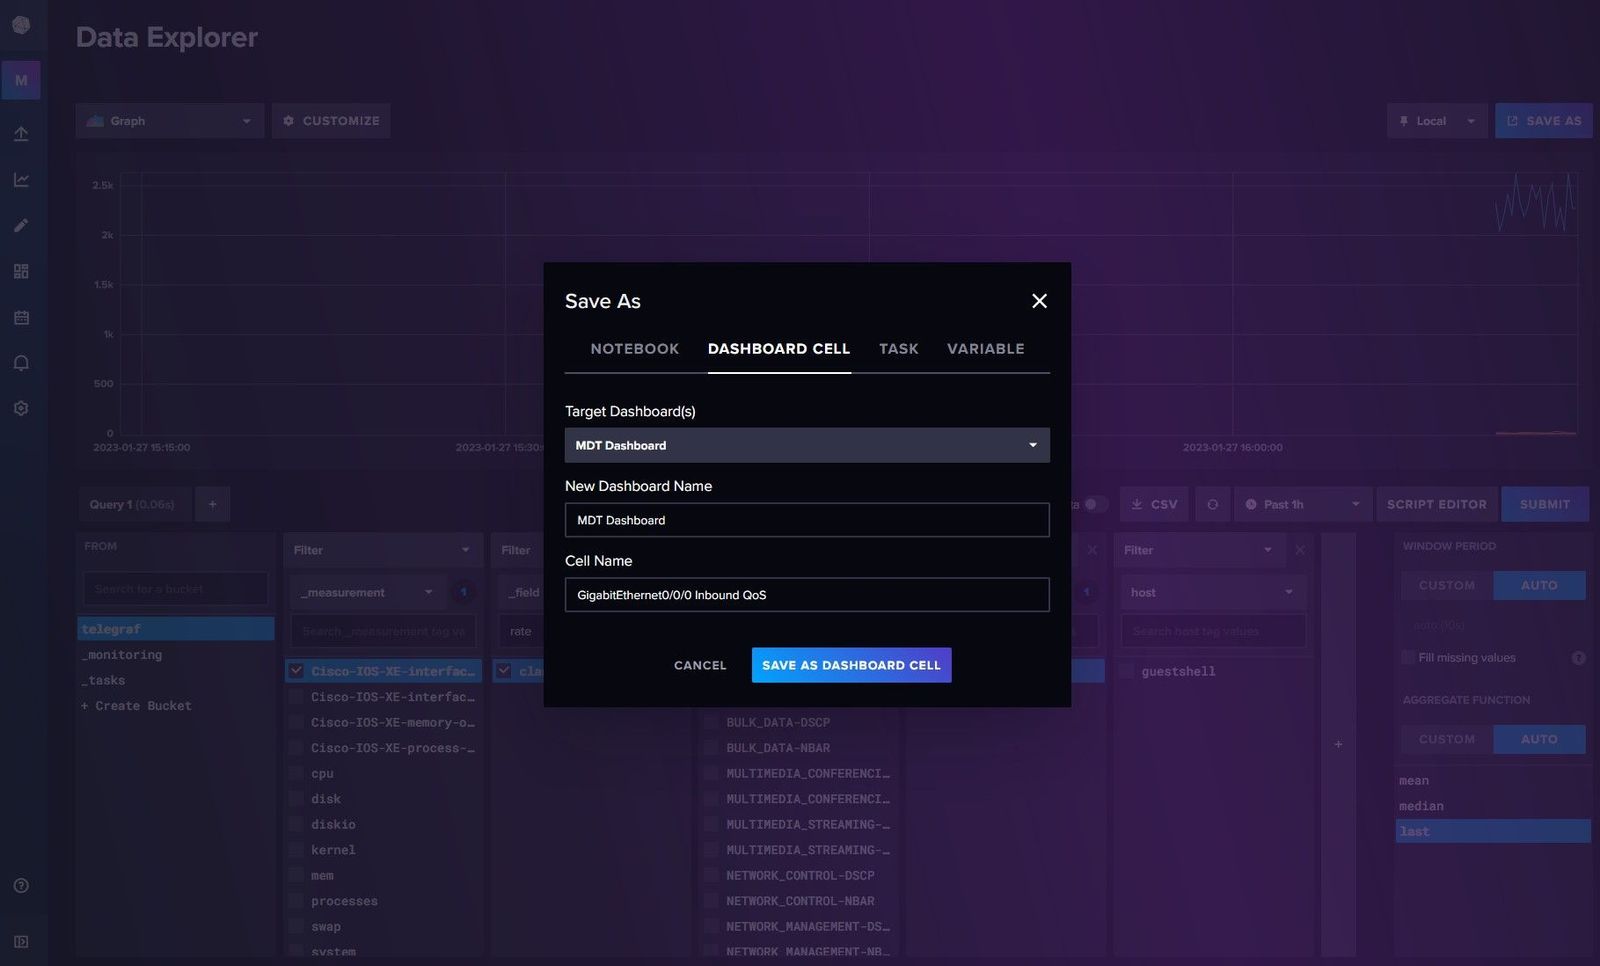 Data Explorer
M
Graph
CUSTOMIZE
Local
SAVE AS
2.5k
2k
1.5k
1k
500
0
2023-01-27 15:15:00
2023-01-27 15:30:
2023-01-27 16:00:00
Save As
NOTEBOOK
DASHBOARD CELL
TASK
VARIABLE
Target Dashboard(s)
MDT Dashboard
New Dashboard Name
MDT Dashboard
Cell Name
GigabitEthernet0/0/0 Inbound QoS
CANCEL
SAVE AS DASHBOARD CELL
Query 1 (0.06s)
+
CSV
Past 1h
SCRIPT EDITOR
SUBMIT
FROM
Search for a bucket
telegraf
_monitoring
_tasks
+ Create Bucket
Filter
_measurement
1
Search _measurement tag va
Cisco-IOS-XE-interfac…
Cisco-IOS-XE-interfac…
Cisco-IOS-XE-memory-o…
Cisco-IOS-XE-process-…
cpu
disk
diskio
kernel
mem
processes
swap
system
Filter
_field
rate
cla
BULK_DATA-DSCP
BULK_DATA-NBAR
MULTIMEDIA_CONFERENCI…
MULTIMEDIA_CONFERENCI…
MULTIMEDIA_STREAMING-…
MULTIMEDIA_STREAMING-…
NETWORK_CONTROL-DSCP
NETWORK_CONTROL-NBAR
NETWORK_MANAGEMENT-DS…
NETWORK_MANAGEMENT-NB…
1
Filter
host
Search host tag values
guestshell
+
WINDOW PERIOD
CUSTOM
AUTO
auto (10s)
Fill missing values
?
AGGREGATE FUNCTION
CUSTOM
AUTO
mean
median
last